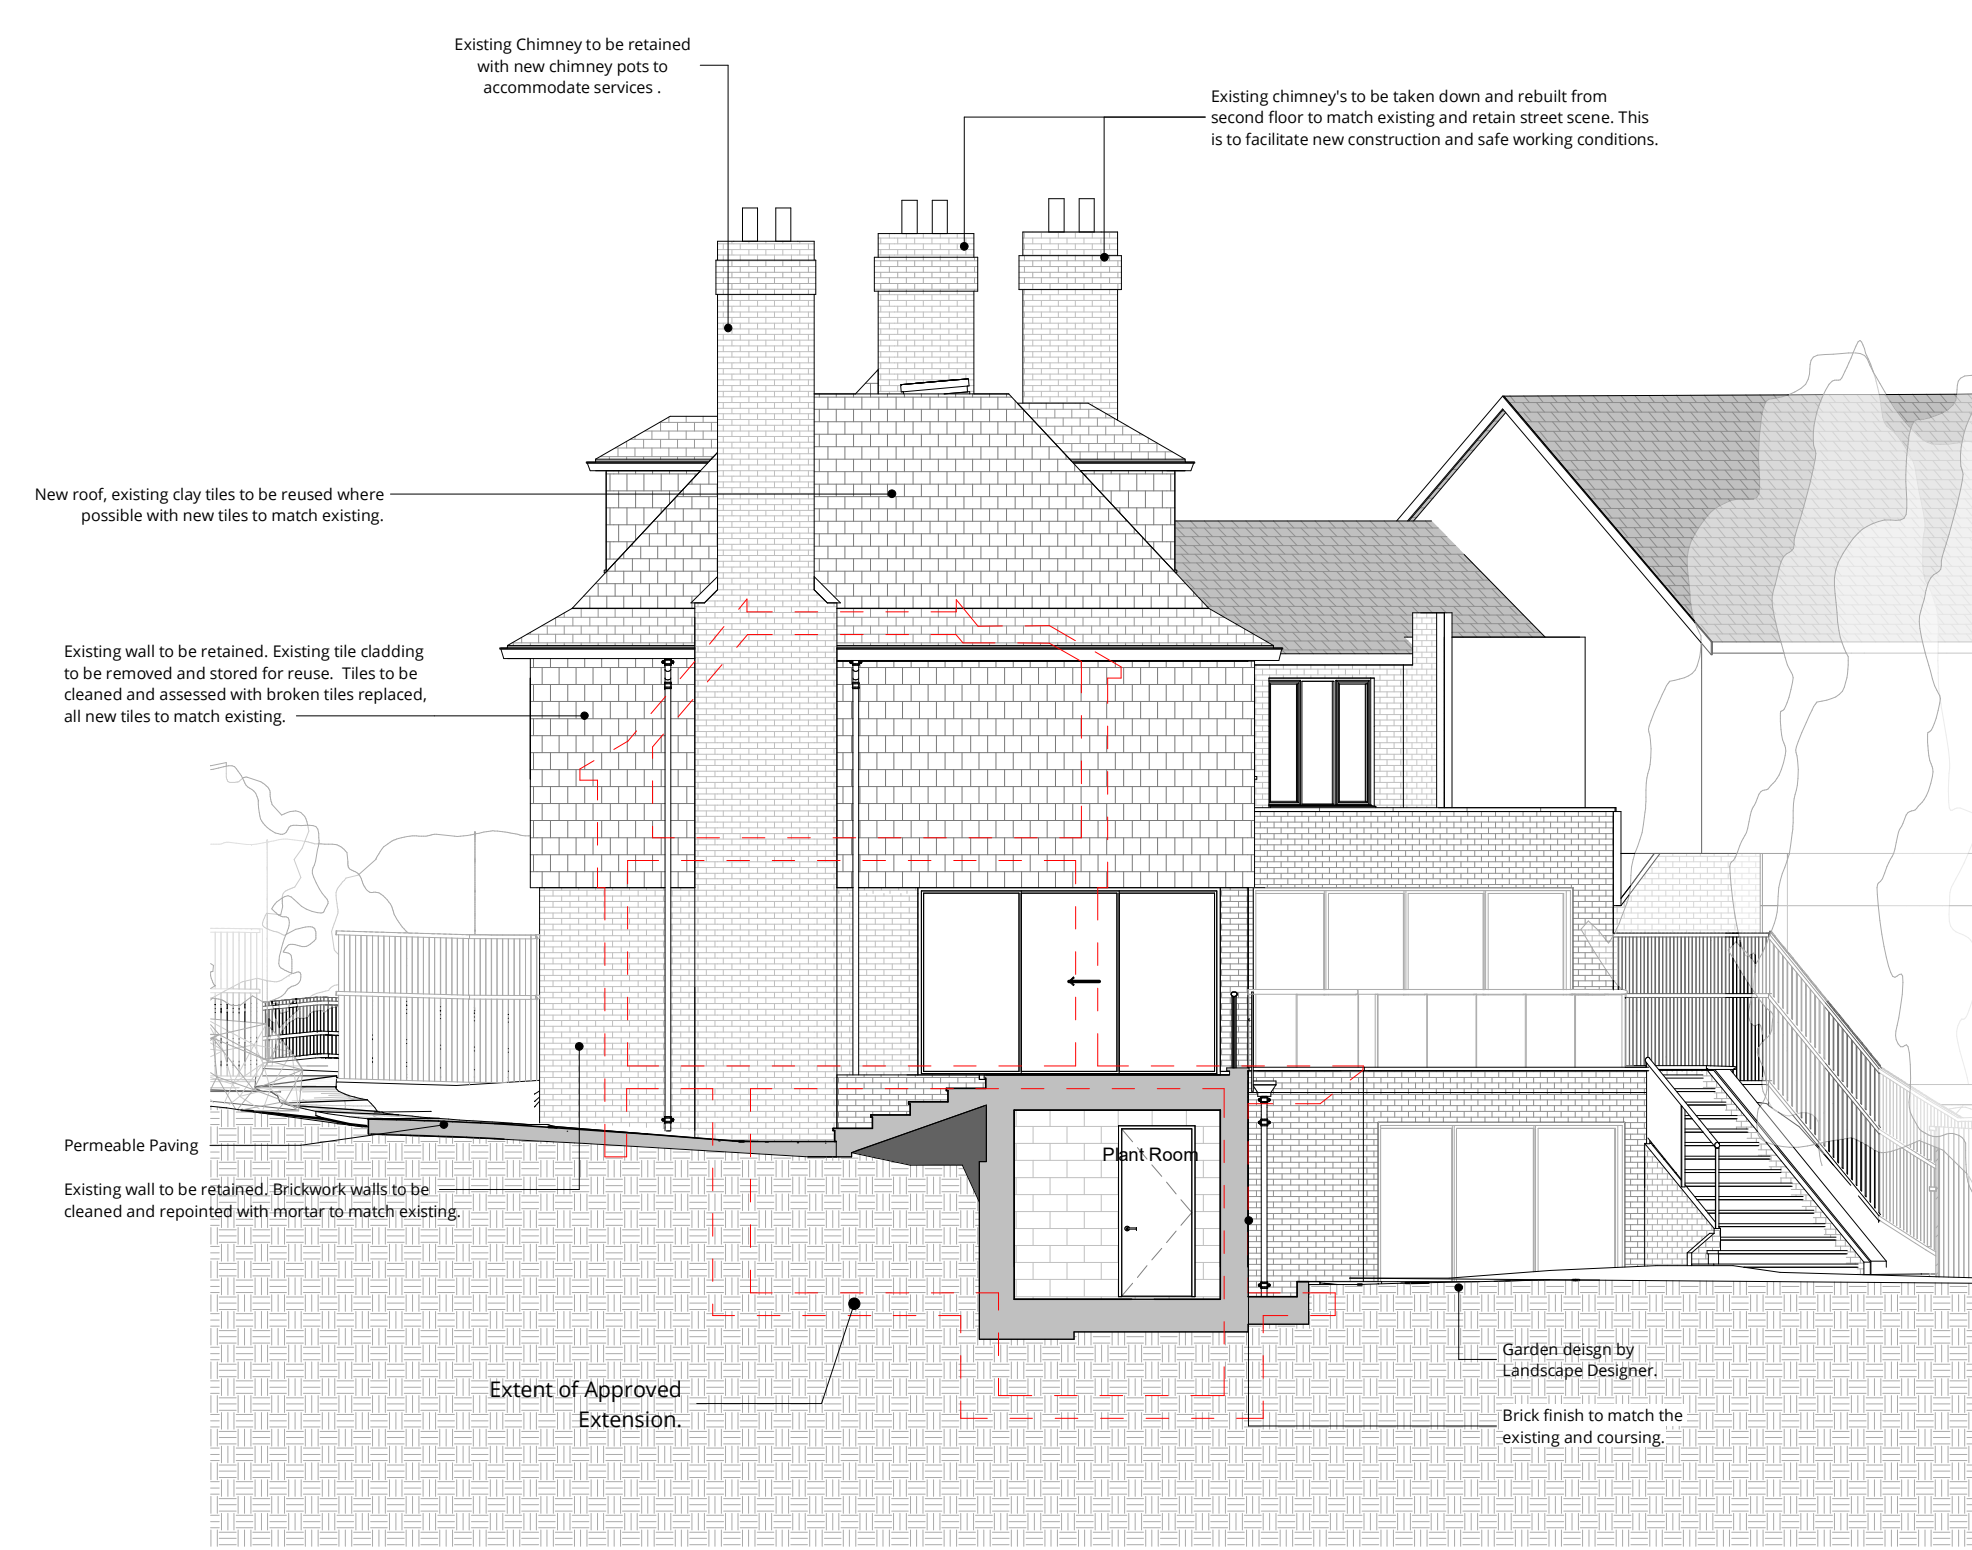 Existing Chimney to be retained
with new chimney pots to
accommodate services .
Existing chimney's to be taken down and rebuilt from
second floor to match existing and retain street scene. This
is to facilitate new construction and safe working conditions.
New roof, existing clay tiles to be reused where
possible with new tiles to match existing.
Existing wall to be retained. Existing tile cladding
to be removed and stored for reuse. Tiles to be
cleaned and assessed with broken tiles replaced,
all new tiles to match existing.
Permeable Paving
Plant Room
Existing wall to be retained. Brickwork walls to be
cleaned and repointed with mortar to match existing.
Extent of Approved
Extension.
Garden deisgn by
Landscape Designer.
Brick finish to match the
existing and coursing.